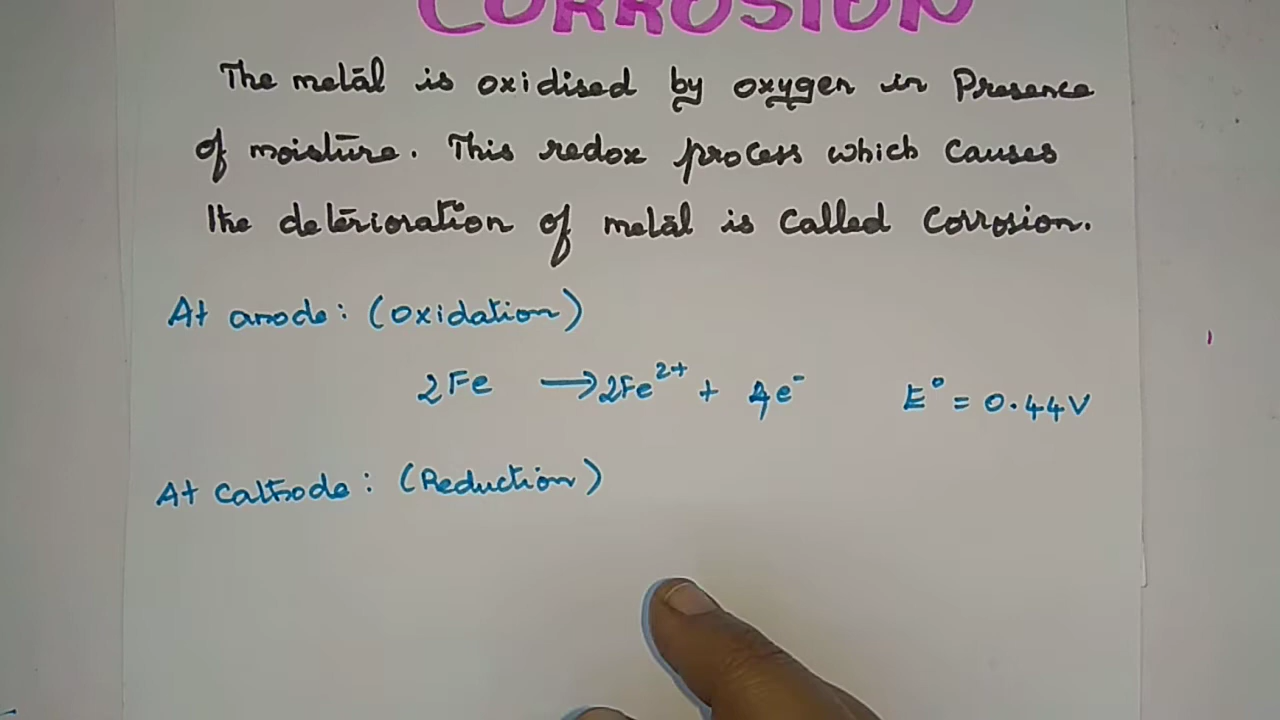 CORROSION
The metal is oxidised by oxygen in Presence
of moisture. This redox process which causes
the deterioration of metal is called Corrosion.
At anode: (Oxidation)
2Fe → 2Fe²⁺ + 4e⁻ E° = 0.44V
At Cathode: (Reduction)